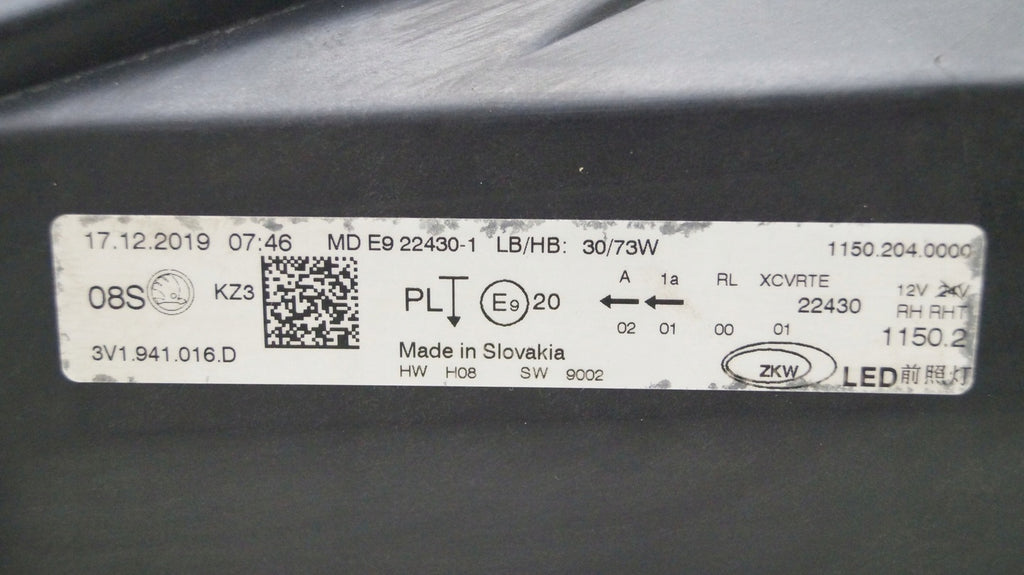 17.12.2019 07:46 MD E9 22430-1 LB/HB: 30/73W 1150.204.0000
08S KZ3 PL E9 20 A 1a RL XCVRTE 12V 24V
22430 RH RHT
02 01 00 01 1150.2
3V1.941.016.D Made in Slovakia
HW H08 SW 9002 ZKW LED前照灯